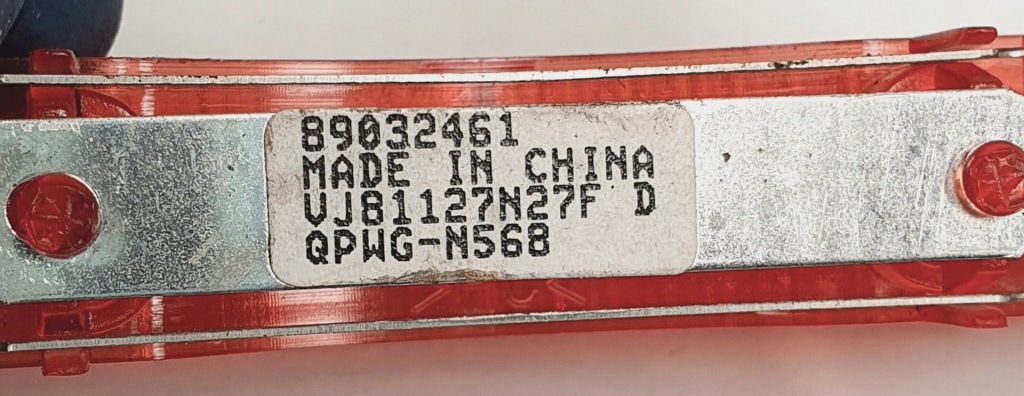 89032461
MADE IN CHINA
VJ81127N27F D
QPWG-N568